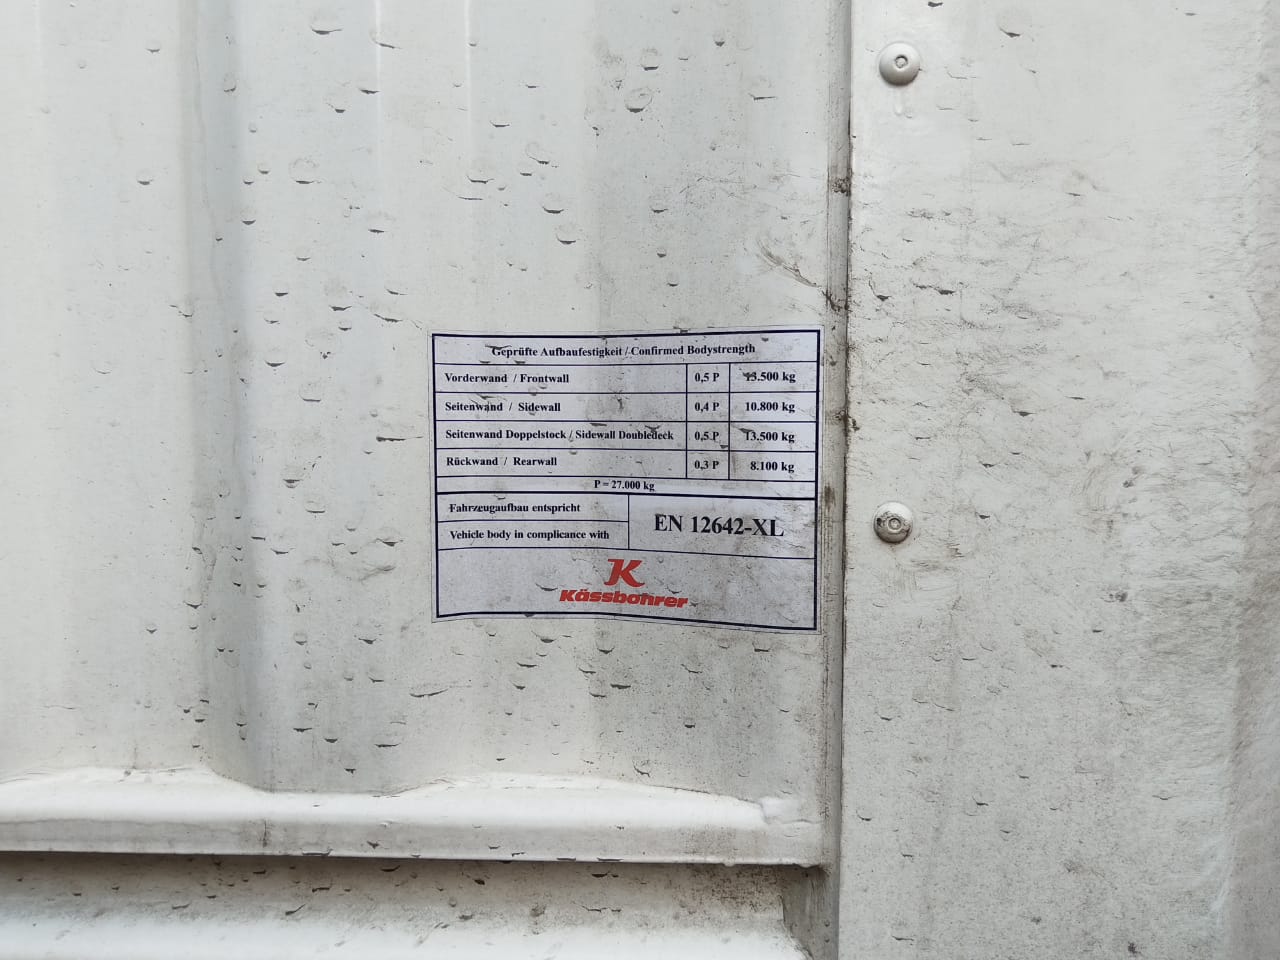 Geprüfte Aufbaufestigkeit / Confirmed Bodystrength
Vorderwand / Frontwall 0,5 P 13.500 kg
Seitenwand / Sidewall 0,4 P 10.800 kg
Seitenwand Doppelstock / Sidewall Doubledeck 0,5 P 13.500 kg
Rückwand / Rearwall 0,3 P 8.100 kg
P = 27.000 kg
Fahrzeugaufbau entspricht
Vehicle body in complicance with
EN 12642-XL
K
Kässbohrer